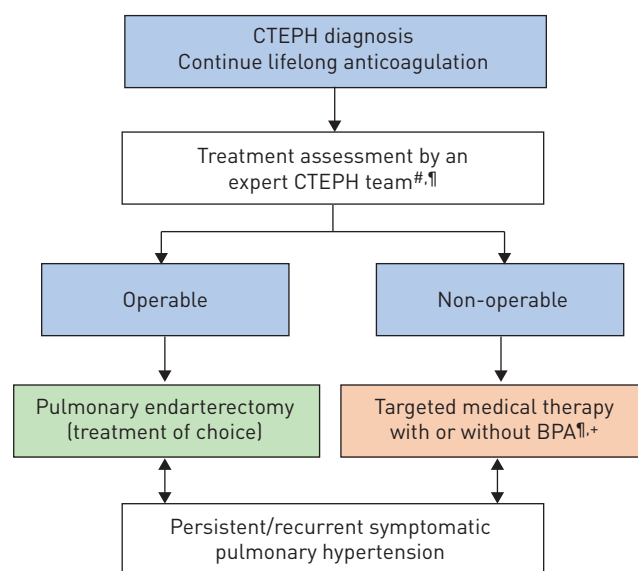 CTEPH diagnosis
Continue lifelong anticoagulation
Treatment assessment by an
expert CTEPH team#,¶
Operable
Non-operable
Pulmonary endarterectomy
(treatment of choice)
Targeted medical therapy
with or without BPA¶,+
Persistent/recurrent symptomatic
pulmonary hypertension